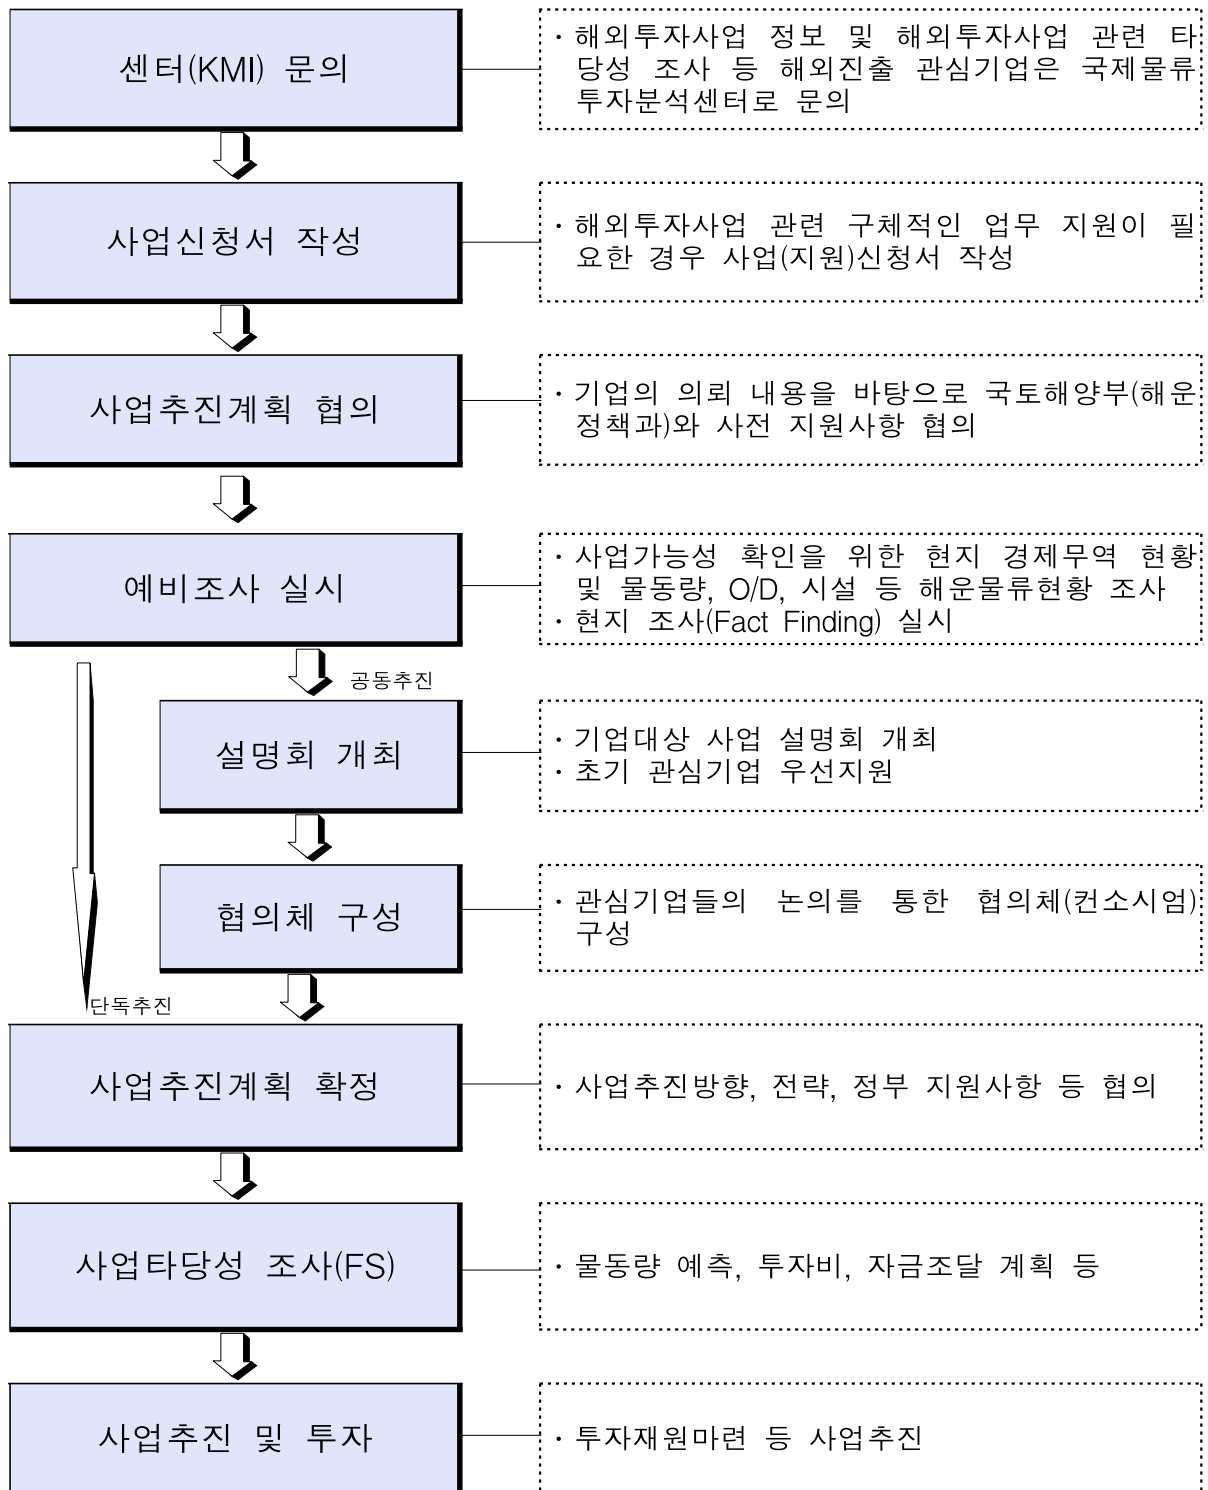 센터(KMI) 문의
· 해외투자사업 정보 및 해외투자사업 관련 타
당성 조사 등 해외진출 관심기업은 국제물류
투자분석센터로 문의
사업신청서 작성
· 해외투자사업 관련 구체적인 업무 지원이 필
요한 경우 사업(지원)신청서 작성
사업추진계획 협의
· 기업의 의뢰 내용을 바탕으로 국토해양부(해운
정책과)와 사전 지원사항 협의
예비조사 실시
· 사업가능성 확인을 위한 현지 경제무역 현황
및 물동량, O/D, 시설 등 해운물류현황 조사
· 현지 조사(Fact Finding) 실시
공동추진
설명회 개최
· 기업대상 사업 설명회 개최
· 초기 관심기업 우선지원
협의체 구성
· 관심기업들의 논의를 통한 협의체(컨소시엄)
구성
단독추진
사업추진계획 확정
· 사업추진방향, 전략, 정부 지원사항 등 협의
사업타당성 조사(FS)
· 물동량 예측, 투자비, 자금조달 계획 등
사업추진 및 투자
· 투자재원마련 등 사업추진